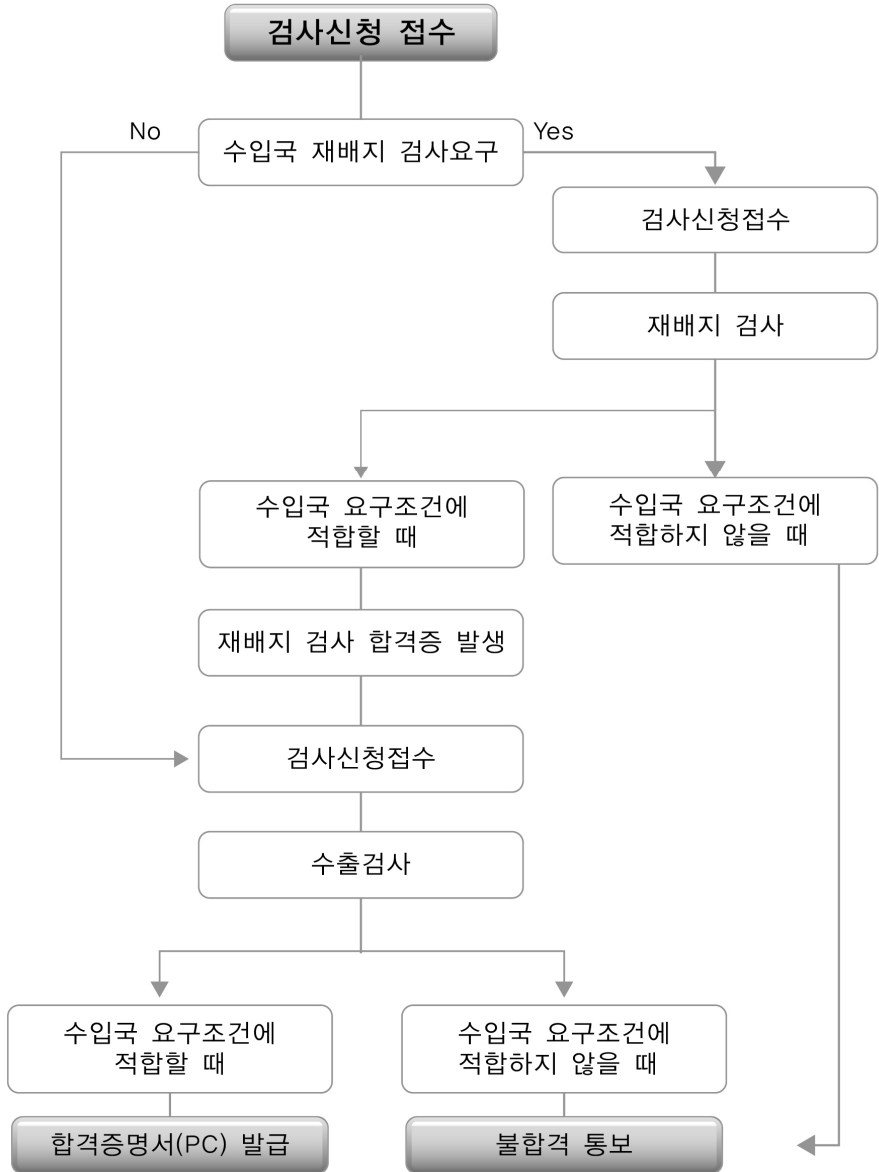 검사신청 접수
No
수입국 재배지 검사요구
Yes
검사신청접수
재배지 검사
수입국 요구조건에
적합할 때
수입국 요구조건에
적합하지 않을 때
재배지 검사 합격증 발생
검사신청접수
수출검사
수입국 요구조건에
적합할 때
수입국 요구조건에
적합하지 않을 때
합격증명서(PC) 발급
불합격 통보